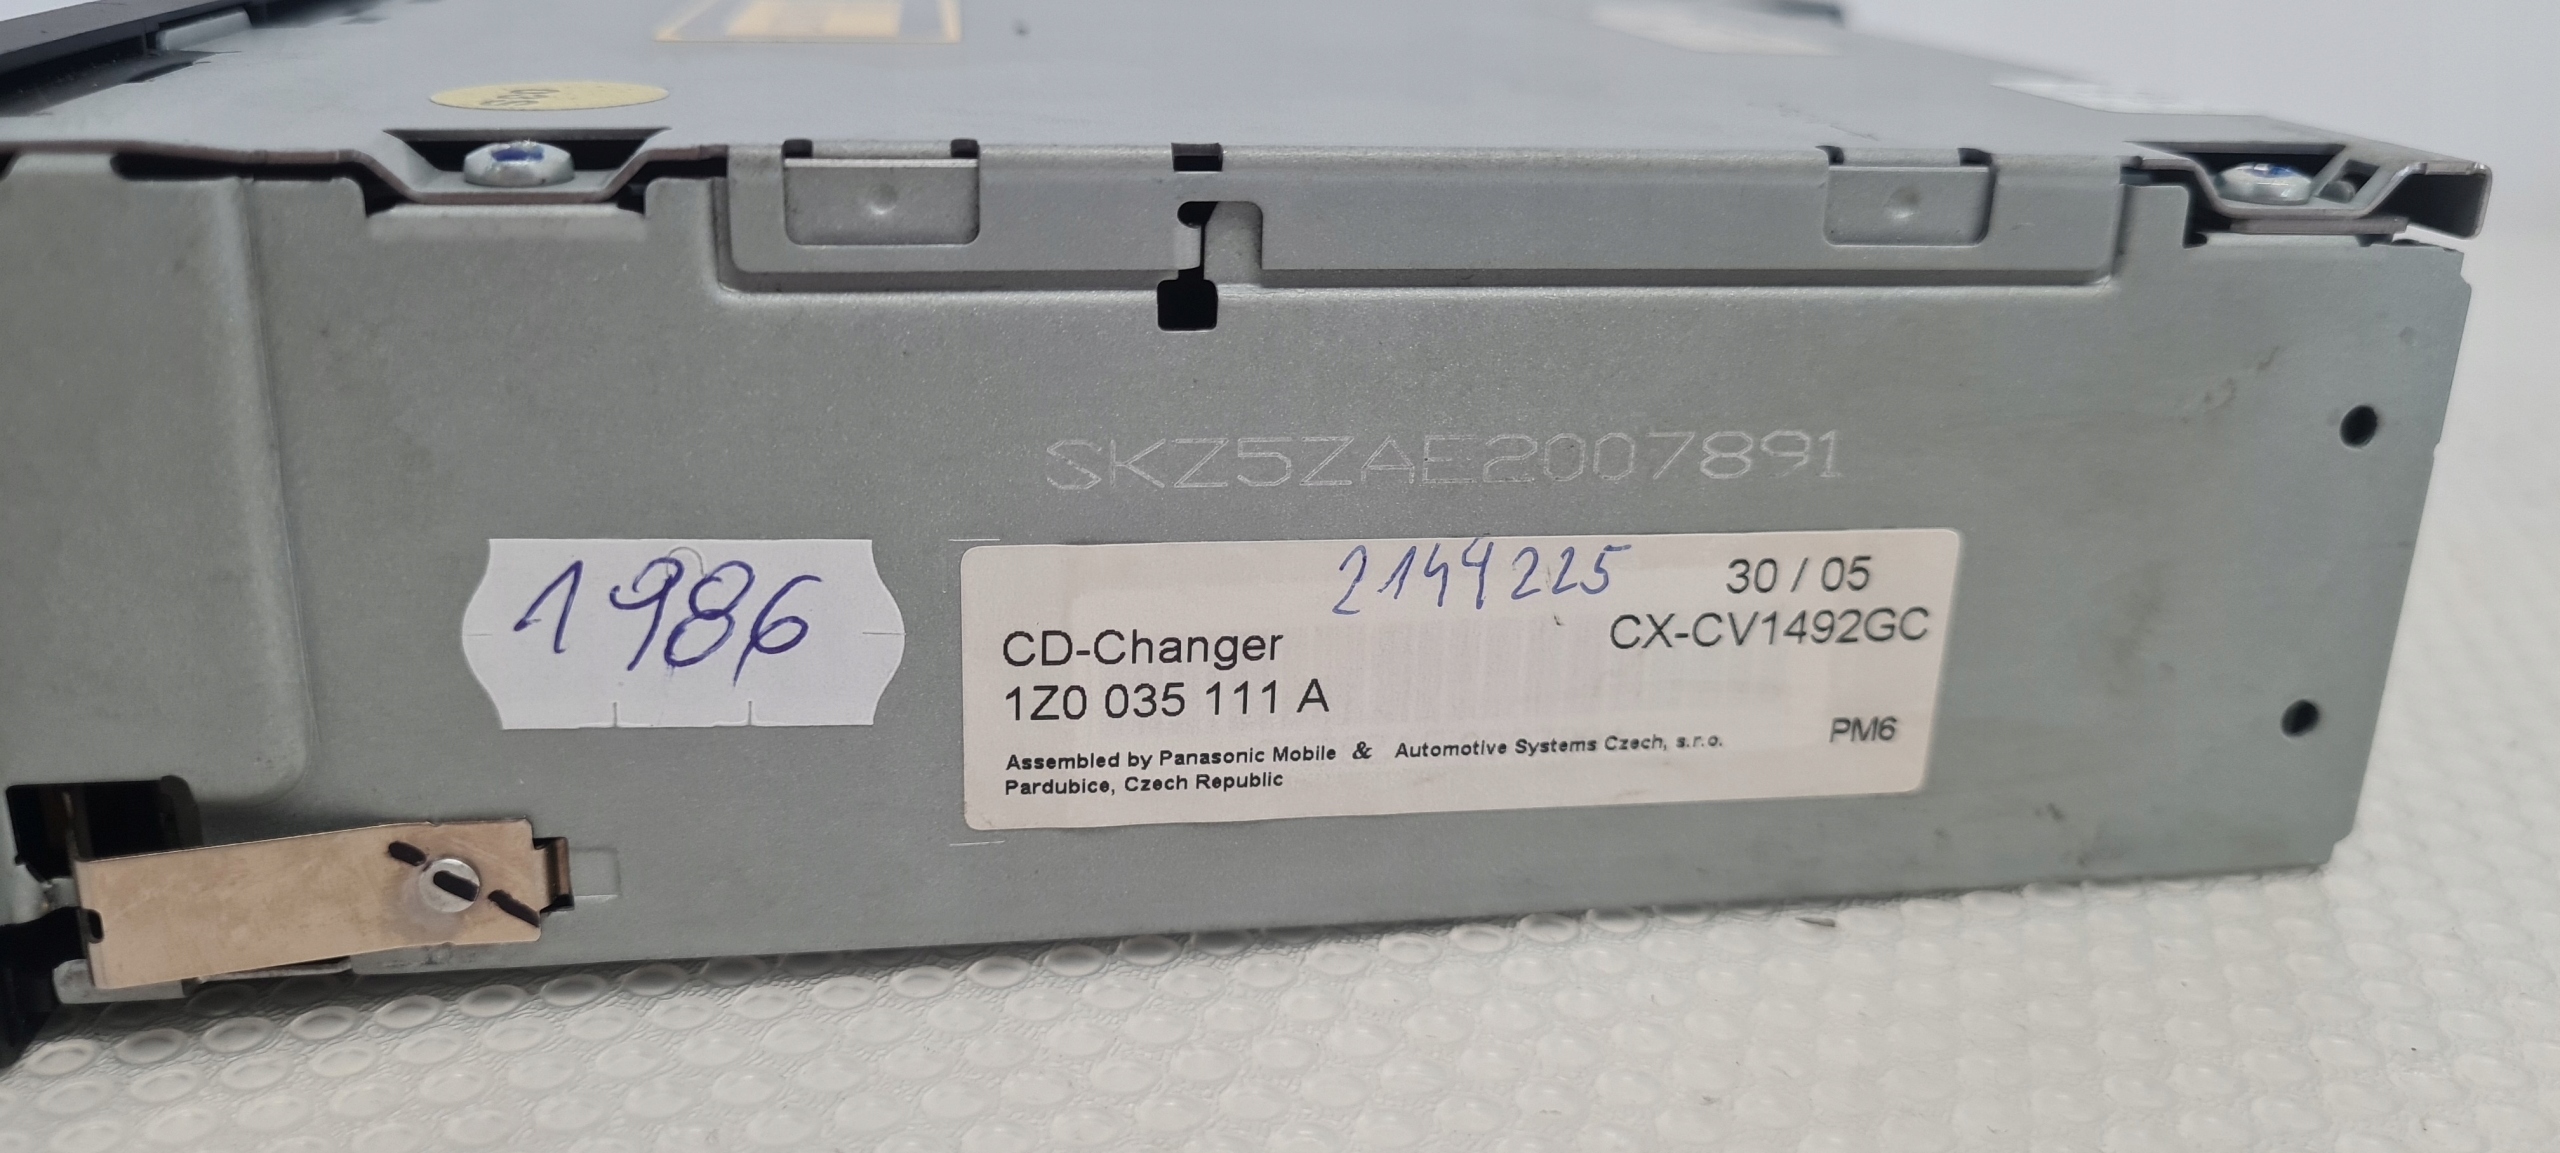 SKZ5ZAE2007891
1986
2144225
30 / 05
CX-CV1492GC
CD-Changer
1Z0 035 111 A
PM6
Assembled by Panasonic Mobile & Automotive Systems Czech, s.r.o.
Pardubice, Czech Republic